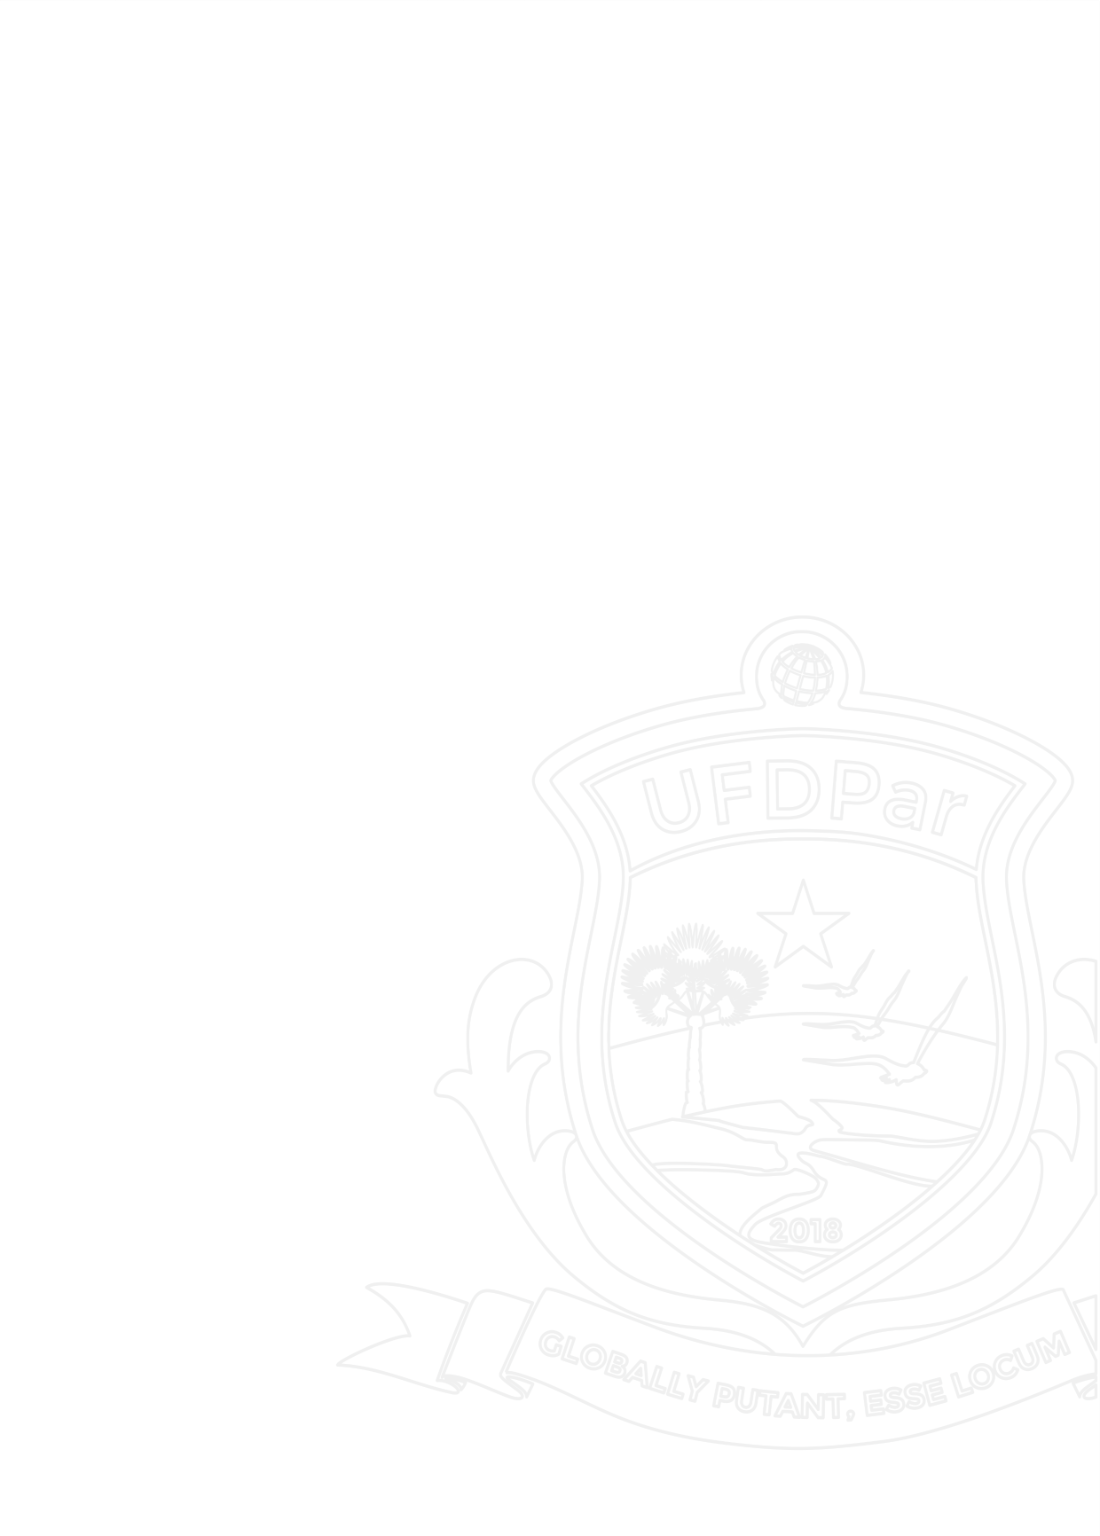 UFDPar
2018
GLOBALLY PUTANT, ESSE LOCUM